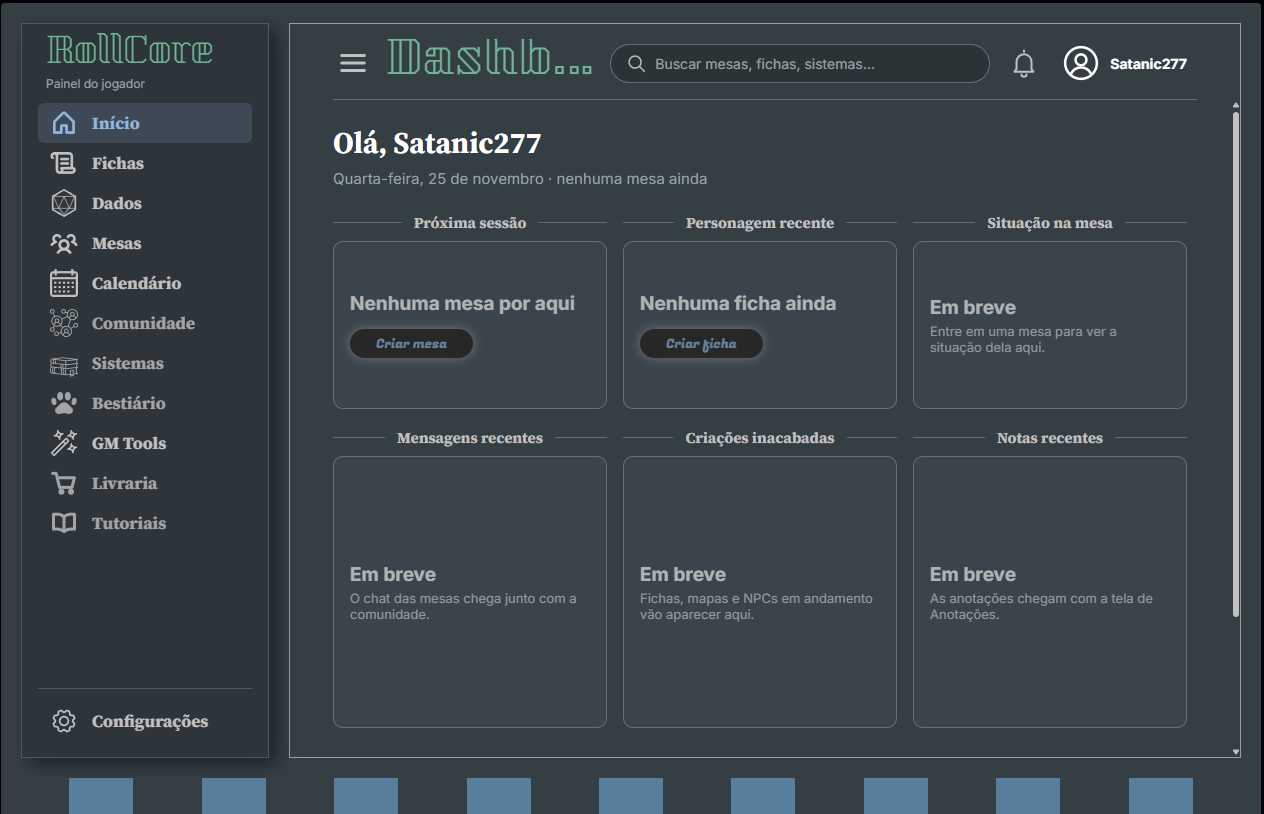 RollCore
Painel do jogador
Início
Fichas
Dados
Mesas
Calendário
Comunidade
Sistemas
Bestiário
GM Tools
Livraria
Tutoriais
Configurações
Dashb...
Buscar mesas, fichas, sistemas...
Satanic277
Olá, Satanic277
Quarta-feira, 25 de novembro · nenhuma mesa ainda
Próxima sessão
Nenhuma mesa por aqui
Criar mesa
Personagem recente
Nenhuma ficha ainda
Criar ficha
Situação na mesa
Em breve
Entre em uma mesa para ver a
situação dela aqui.
Mensagens recentes
Em breve
O chat das mesas chega junto com a
comunidade.
Criações inacabadas
Em breve
Fichas, mapas e NPCs em andamento
vão aparecer aqui.
Notas recentes
Em breve
As anotações chegam com a tela de
Anotações.